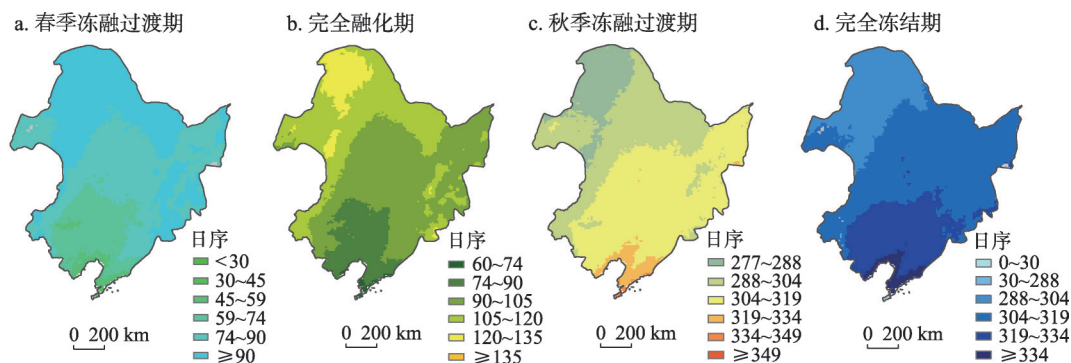 a. 春季冻融过渡期
b. 完全融化期
c. 秋季冻融过渡期
d. 完全冻结期
日序
<30
30~45
45~59
59~74
74~90
≥90
0 200 km
日序
60~74
74~90
90~105
105~120
120~135
≥135
0 200 km
日序
277~288
288~304
304~319
319~334
334~349
≥349
0 200 km
日序
0~30
30~288
288~304
304~319
319~334
≥334
0 200 km